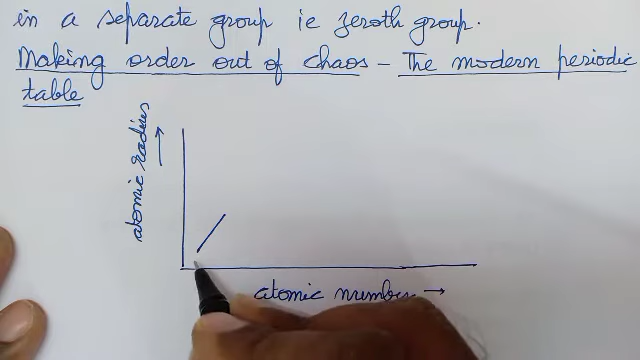 in a separate group ie zeroth group.
Making order out of chaos - The modern periodic
table
atomic radius →
atomic number →